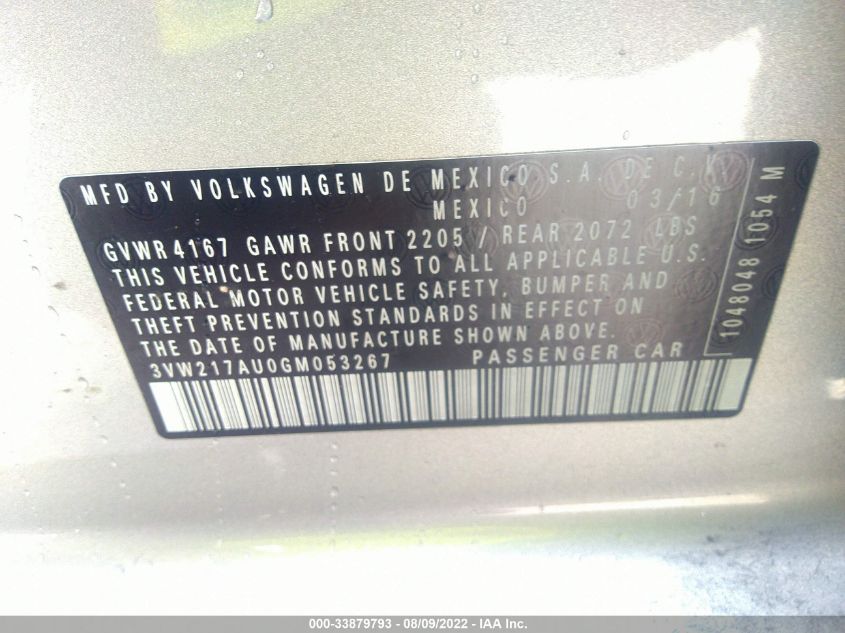 MFD BY VOLKSWAGEN DE MEXICO S.A. DE C.V.
MEXICO 03/16
GVWR 4167 GAWR FRONT 2205 / REAR 2072 LBS
THIS VEHICLE CONFORMS TO ALL APPLICABLE U.S.
FEDERAL MOTOR VEHICLE SAFETY, BUMPER AND
THEFT PREVENTION STANDARDS IN EFFECT ON
THE DATE OF MANUFACTURE SHOWN ABOVE.
3VW217AU0GM053267 PASSENGER CAR
1048048 1054 M
000-33879793 - 08/09/2022 - IAA Inc.